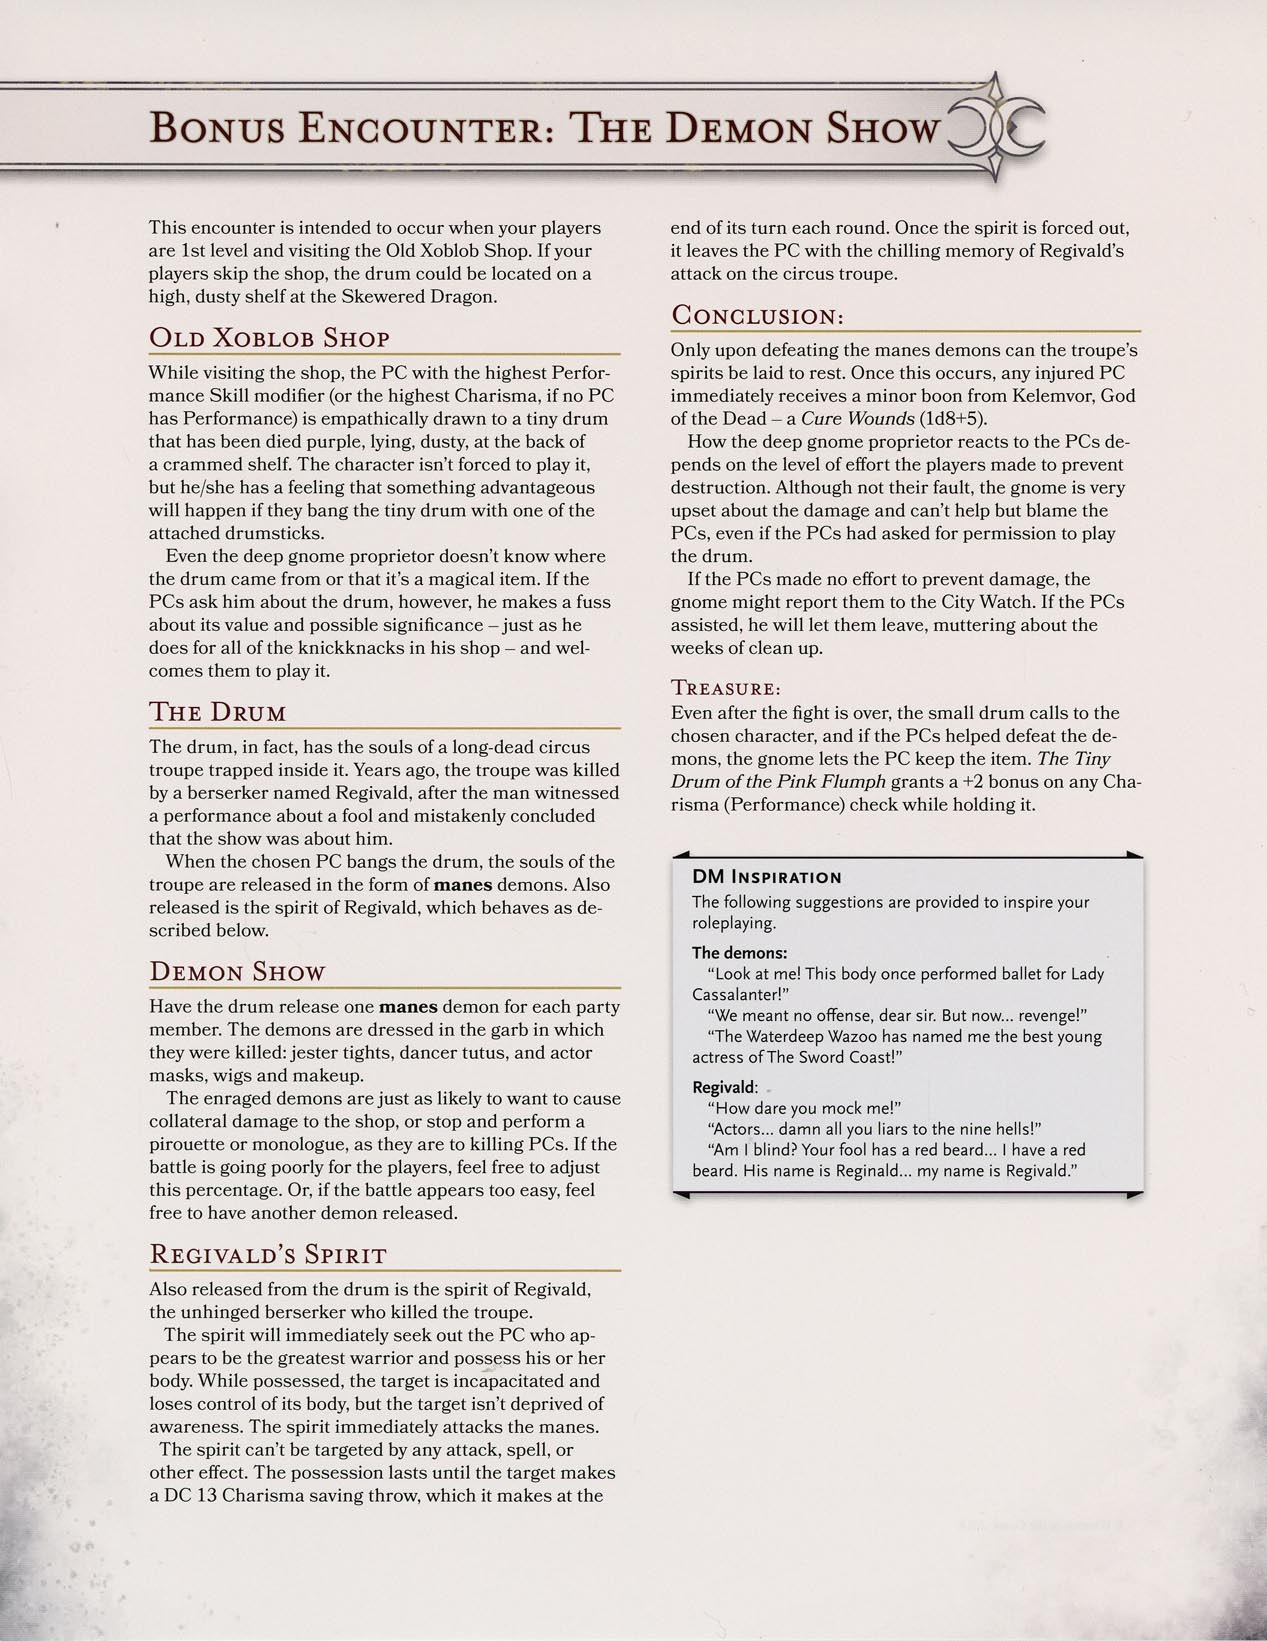 Bonus Encounter: The Demon Show
This encounter is intended to occur when your players
are 1st level and visiting the Old Xoblob Shop. If your
players skip the shop, the drum could be located on a
high, dusty shelf at the Skewered Dragon.
Old Xoblob Shop
While visiting the shop, the PC with the highest Perfor-
mance Skill modifier (or the highest Charisma, if no PC
has Performance) is empathically drawn to a tiny drum
that has been died purple, lying, dusty, at the back of
a crammed shelf. The character isn't forced to play it,
but he/she has a feeling that something advantageous
will happen if they bang the tiny drum with one of the
attached drumsticks.
Even the deep gnome proprietor doesn't know where
the drum came from or that it's a magical item. If the
PCs ask him about the drum, however, he makes a fuss
about its value and possible significance – just as he
does for all of the knickknacks in his shop – and wel-
comes them to play it.
The Drum
The drum, in fact, has the souls of a long-dead circus
troupe trapped inside it. Years ago, the troupe was killed
by a berserker named Regivald, after the man witnessed
a performance about a fool and mistakenly concluded
that the show was about him.
When the chosen PC bangs the drum, the souls of the
troupe are released in the form of manes demons. Also
released is the spirit of Regivald, which behaves as de-
scribed below.
Demon Show
Have the drum release one manes demon for each party
member. The demons are dressed in the garb in which
they were killed: jester tights, dancer tutus, and actor
masks, wigs and makeup.
The enraged demons are just as likely to want to cause
collateral damage to the shop, or stop and perform a
pirouette or monologue, as they are to killing PCs. If the
battle is going poorly for the players, feel free to adjust
this percentage. Or, if the battle appears too easy, feel
free to have another demon released.
Regivald's Spirit
Also released from the drum is the spirit of Regivald,
the unhinged berserker who killed the troupe.
The spirit will immediately seek out the PC who ap-
pears to be the greatest warrior and possess his or her
body. While possessed, the target is incapacitated and
loses control of its body, but the target isn't deprived of
awareness. The spirit immediately attacks the manes.
The spirit can't be targeted by any attack, spell, or
other effect. The possession lasts until the target makes
a DC 13 Charisma saving throw, which it makes at the
end of its turn each round. Once the spirit is forced out,
it leaves the PC with the chilling memory of Regivald's
attack on the circus troupe.
Conclusion:
Only upon defeating the manes demons can the troupe's
spirits be laid to rest. Once this occurs, any injured PC
immediately receives a minor boon from Kelemvor, God
of the Dead – a Cure Wounds (1d8+5).
How the deep gnome proprietor reacts to the PCs de-
pends on the level of effort the players made to prevent
destruction. Although not their fault, the gnome is very
upset about the damage and can't help but blame the
PCs, even if the PCs had asked for permission to play
the drum.
If the PCs made no effort to prevent damage, the
gnome might report them to the City Watch. If the PCs
assisted, he will let them leave, muttering about the
weeks of clean up.
Treasure:
Even after the fight is over, the small drum calls to the
chosen character, and if the PCs helped defeat the de-
mons, the gnome lets the PC keep the item. The Tiny
Drum of the Pink Flumph grants a +2 bonus on any Cha-
risma (Performance) check while holding it.
DM Inspiration
The following suggestions are provided to inspire your
roleplaying.
The demons:
“Look at me! This body once performed ballet for Lady
Cassalanter!”
“We meant no offense, dear sir. But now... revenge!”
“The Waterdeep Wazoo has named me the best young
actress of The Sword Coast!”
Regivald:
“How dare you mock me!”
“Actors... damn all you liars to the nine hells!”
“Am I blind? Your fool has a red beard... I have a red
beard. His name is Reginald... my name is Regivald.”